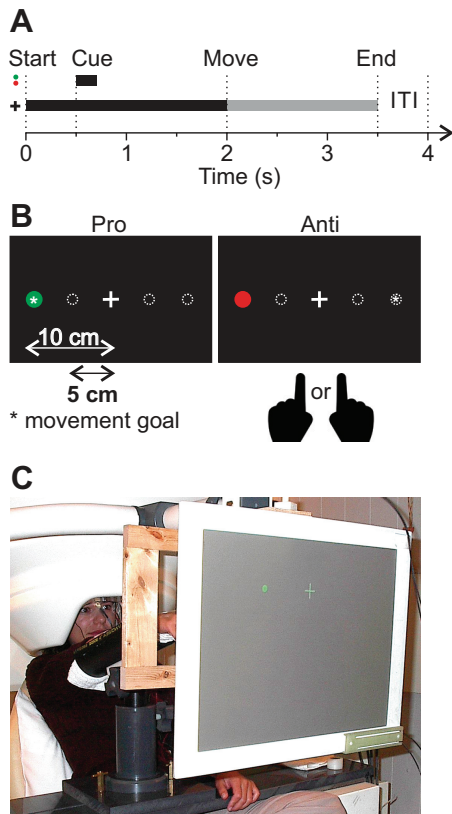 A
Start Cue Move End
ITI
0 1 2 3 4
Time (s)
B
Pro Anti
*
*
10 cm
5 cm
or
* movement goal
C